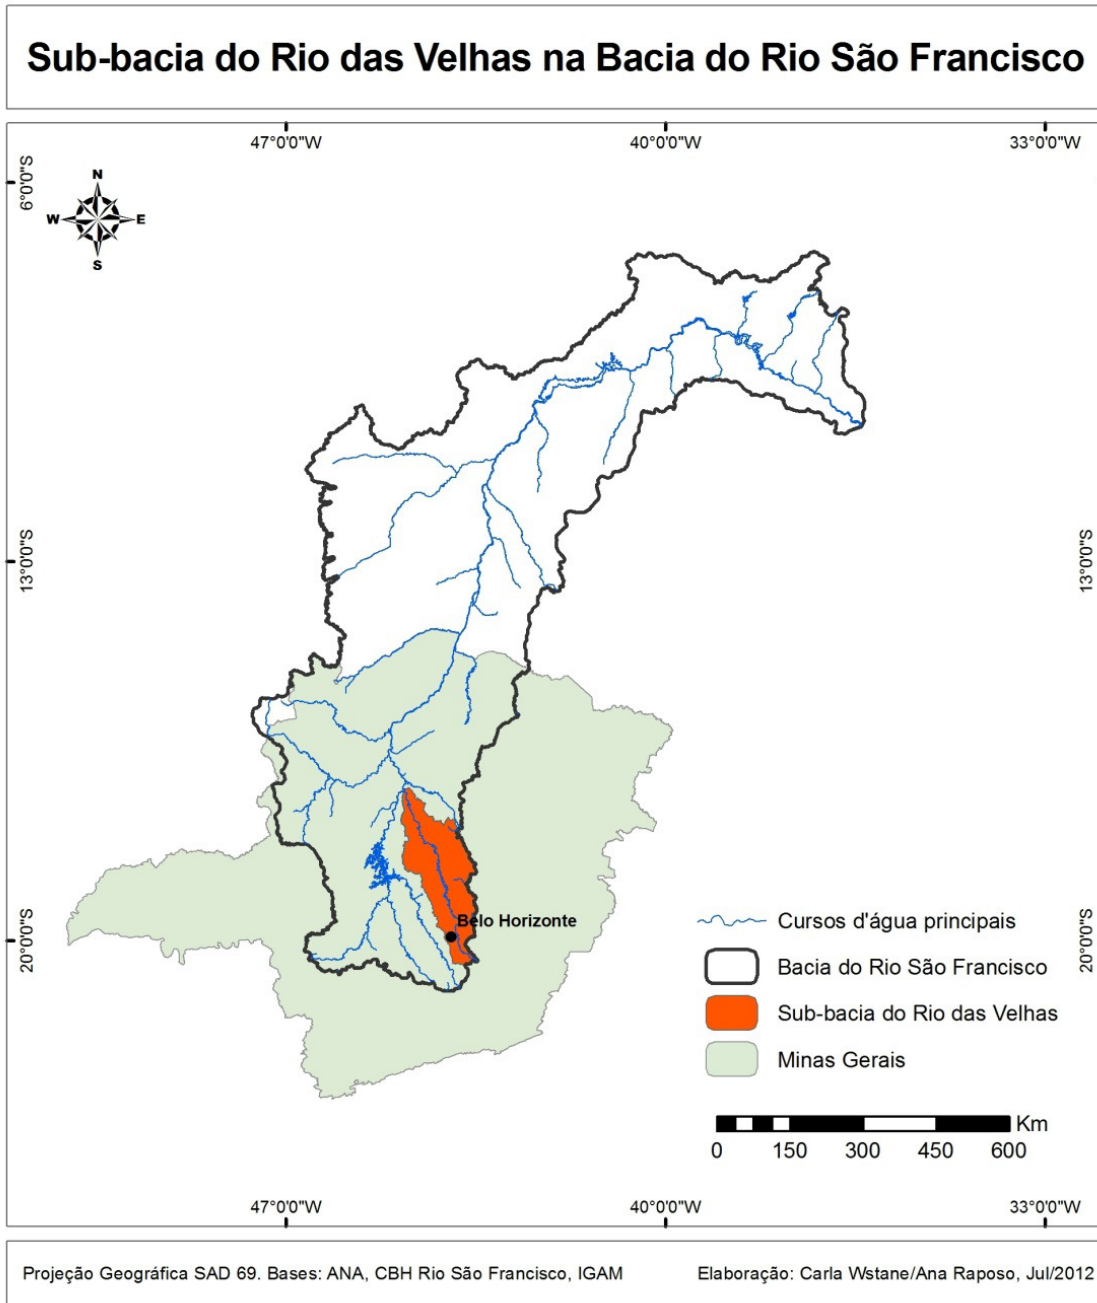 Sub-bacia do Rio das Velhas na Bacia do Rio São Francisco
47°0'0"W
40°0'0"W
33°0'0"W
6°0'0"S
N
W
E
S
13°0'0"S
13°0'0"S
Belo Horizonte
20°0'0"S
20°0'0"S
Cursos d'água principais
Bacia do Rio São Francisco
Sub-bacia do Rio das Velhas
Minas Gerais
Km
0 150 300 450 600
47°0'0"W
40°0'0"W
33°0'0"W
Projeção Geográfica SAD 69. Bases: ANA, CBH Rio São Francisco, IGAM
Elaboração: Carla Wstane/Ana Raposo, Jul/2012